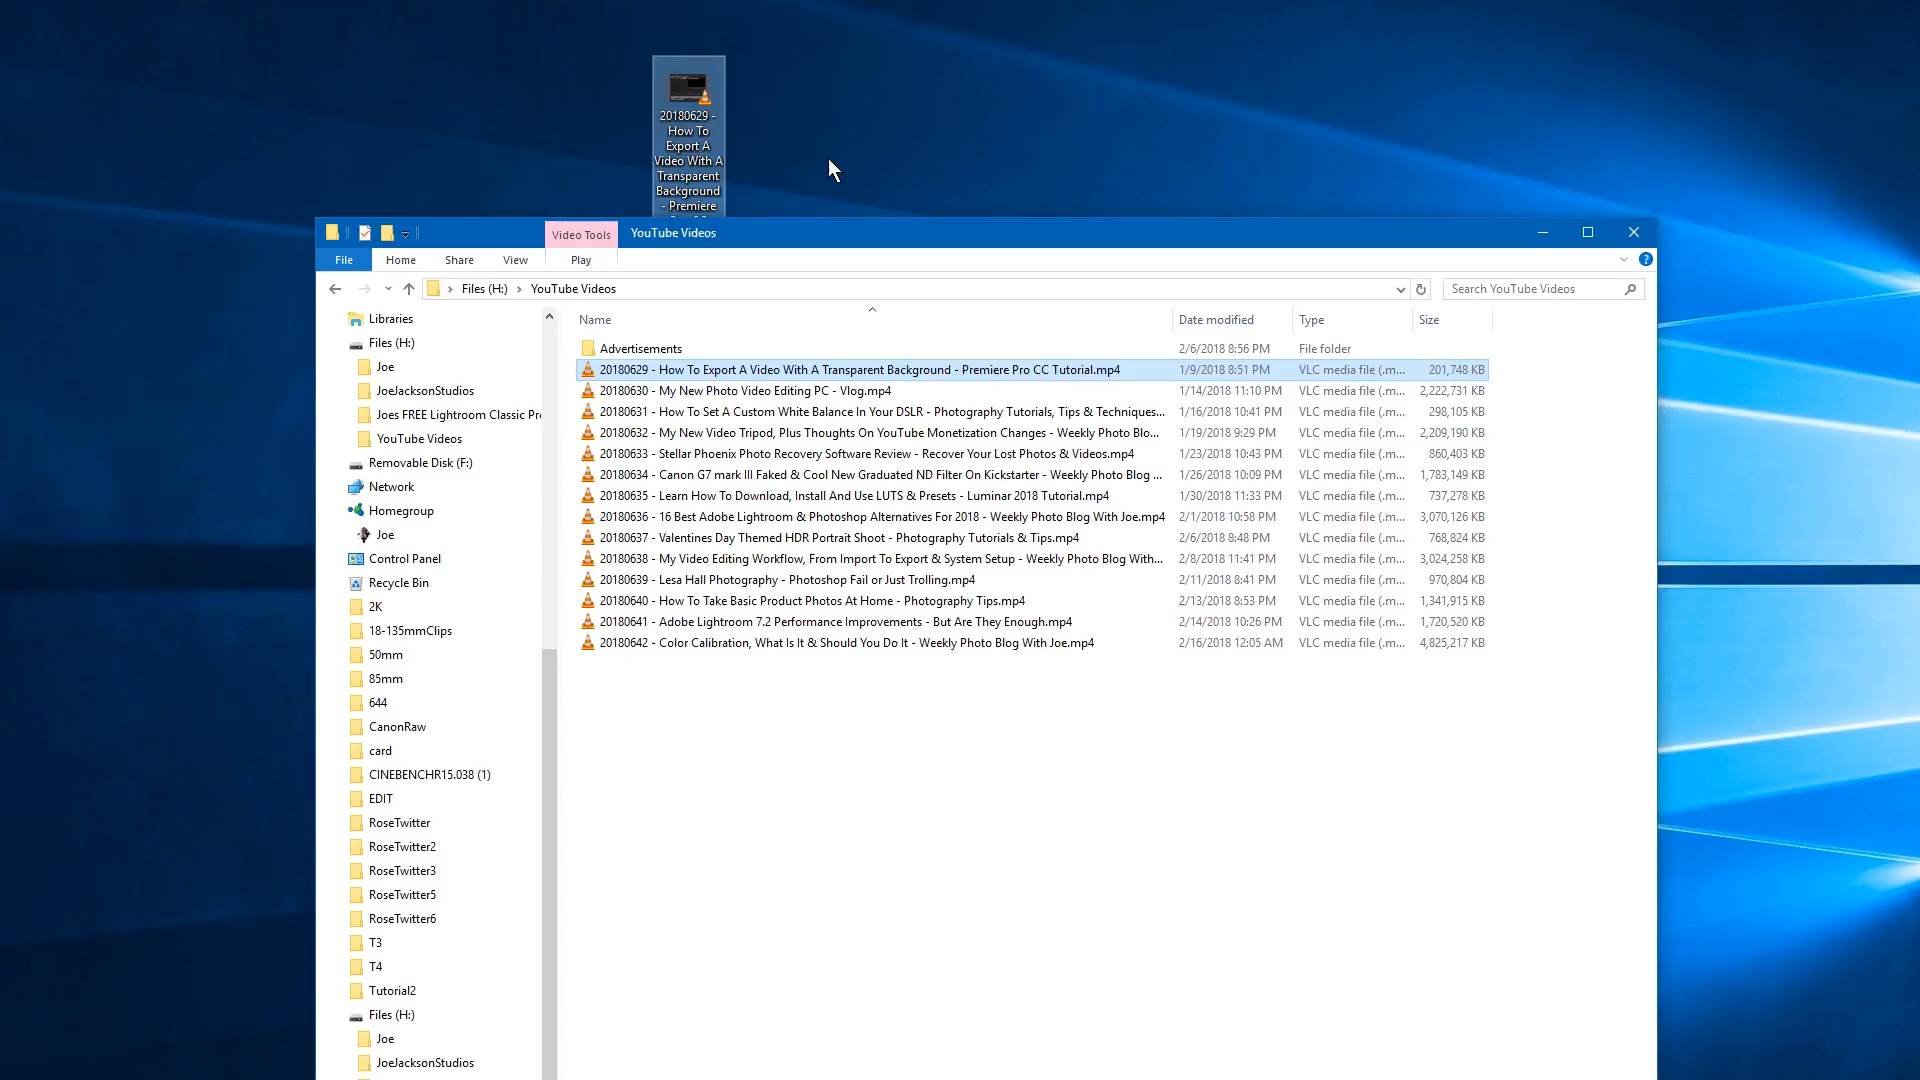 20180629 -
How To
Export A
Video With A
Transparent
Background
- Premiere
Video Tools
YouTube Videos
File
Home
Share
View
Play
Files (H:)
YouTube Videos
Search YouTube Videos
Libraries
Files (H:)
Joe
JoeJacksonStudios
Joes FREE Lightroom Classic Pr
YouTube Videos
Removable Disk (F:)
Network
Homegroup
Joe
Control Panel
Recycle Bin
2K
18-135mmClips
50mm
85mm
644
CanonRaw
card
CINEBENCHR15.038 (1)
EDIT
RoseTwitter
RoseTwitter2
RoseTwitter3
RoseTwitter5
RoseTwitter6
T3
T4
Tutorial2
Files (H:)
Joe
JoeJacksonStudios
Name Date modified Type Size
Advertisements 2/6/2018 8:56 PM File folder
20180629 - How To Export A Video With A Transparent Background - Premiere Pro CC Tutorial.mp4 1/9/2018 8:51 PM VLC media file (.m... 201,748 KB
20180630 - My New Photo Video Editing PC - Vlog.mp4 1/14/2018 11:10 PM VLC media file (.m... 2,222,731 KB
20180631 - How To Set A Custom White Balance In Your DSLR - Photography Tutorials, Tips & Techniques... 1/16/2018 10:41 PM VLC media file (.m... 298,105 KB
20180632 - My New Video Tripod, Plus Thoughts On YouTube Monetization Changes - Weekly Photo Blo... 1/19/2018 9:29 PM VLC media file (.m... 2,209,190 KB
20180633 - Stellar Phoenix Photo Recovery Software Review - Recover Your Lost Photos & Videos.mp4 1/23/2018 10:43 PM VLC media file (.m... 860,403 KB
20180634 - Canon G7 mark III Faked & Cool New Graduated ND Filter On Kickstarter - Weekly Photo Blog ... 1/26/2018 10:09 PM VLC media file (.m... 1,783,149 KB
20180635 - Learn How To Download, Install And Use LUTS & Presets - Luminar 2018 Tutorial.mp4 1/30/2018 11:33 PM VLC media file (.m... 737,278 KB
20180636 - 16 Best Adobe Lightroom & Photoshop Alternatives For 2018 - Weekly Photo Blog With Joe.mp4 2/1/2018 10:58 PM VLC media file (.m... 3,070,126 KB
20180637 - Valentines Day Themed HDR Portrait Shoot - Photography Tutorials & Tips.mp4 2/6/2018 8:48 PM VLC media file (.m... 768,824 KB
20180638 - My Video Editing Workflow, From Import To Export & System Setup - Weekly Photo Blog With... 2/8/2018 11:41 PM VLC media file (.m... 3,024,258 KB
20180639 - Lesa Hall Photography - Photoshop Fail or Just Trolling.mp4 2/11/2018 8:41 PM VLC media file (.m... 970,804 KB
20180640 - How To Take Basic Product Photos At Home - Photography Tips.mp4 2/13/2018 8:53 PM VLC media file (.m... 1,341,915 KB
20180641 - Adobe Lightroom 7.2 Performance Improvements - But Are They Enough.mp4 2/14/2018 10:26 PM VLC media file (.m... 1,720,520 KB
20180642 - Color Calibration, What Is It & Should You Do It - Weekly Photo Blog With Joe.mp4 2/16/2018 12:05 AM VLC media file (.m... 4,825,217 KB